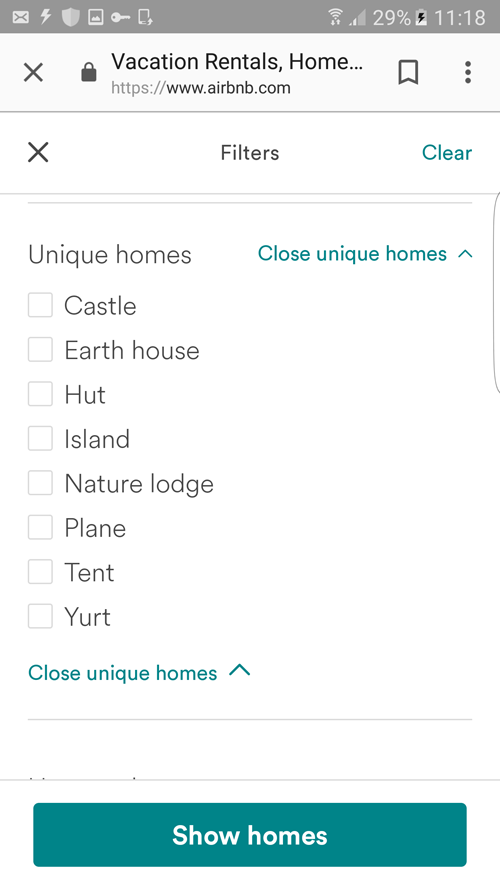 29% 11:18
Vacation Rentals, Home...
https://www.airbnb.com
Filters Clear
Unique homes Close unique homes
Castle
Earth house
Hut
Island
Nature lodge
Plane
Tent
Yurt
Close unique homes
Show homes